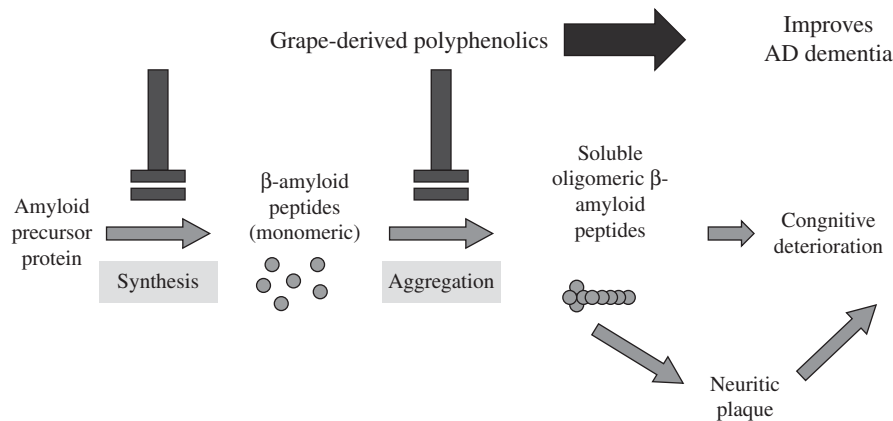 Grape-derived polyphenolics
Improves
AD dementia
Amyloid
precursor
protein
Synthesis
β-amyloid
peptides
(monomeric)
Aggregation
Soluble
oligomeric β-
amyloid
peptides
Congnitive
deterioration
Neuritic
plaque